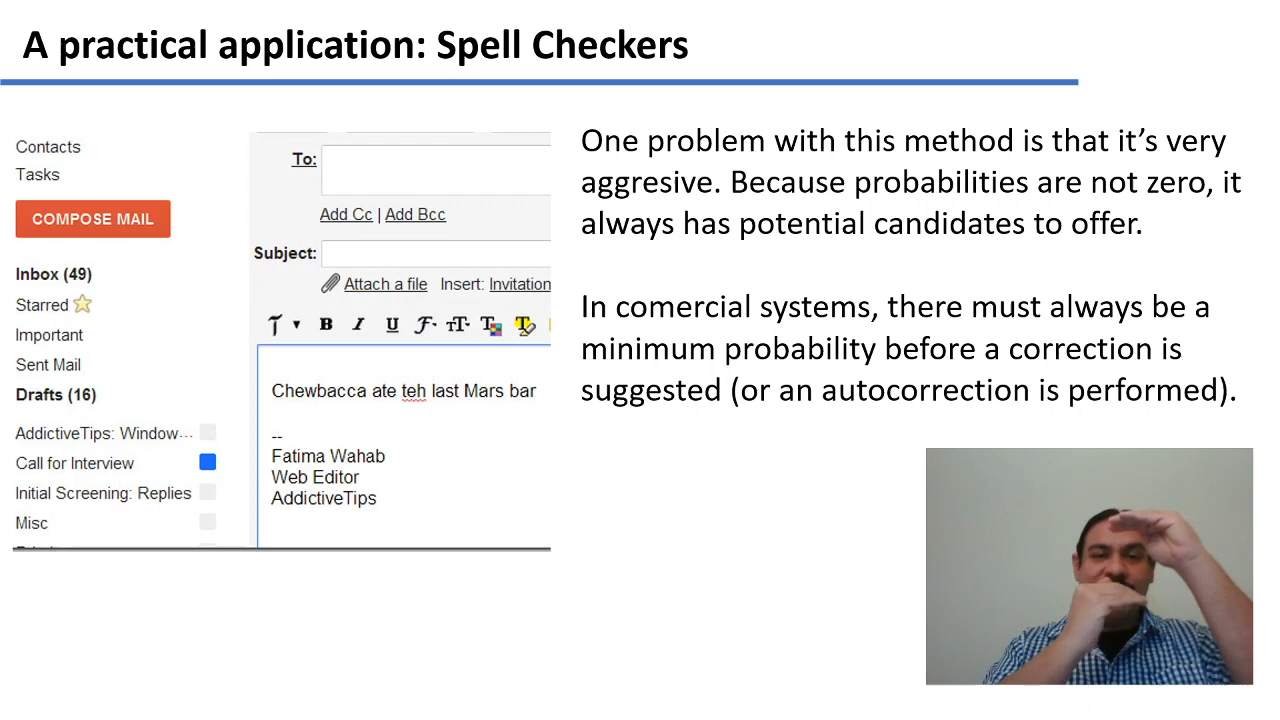 A practical application: Spell Checkers
Contacts
Tasks
COMPOSE MAIL
Inbox (49)
Starred
Important
Sent Mail
Drafts (16)
AddictiveTips: Window...
Call for Interview
Initial Screening: Replies
Misc
To:
Add Cc | Add Bcc
Subject:
Attach a file Insert: Invitation
T B I U F TT T T
Chewbacca ate teh last Mars bar
--
Fatima Wahab
Web Editor
AddictiveTips
One problem with this method is that it’s very
aggresive. Because probabilities are not zero, it
always has potential candidates to offer.
In comercial systems, there must always be a
minimum probability before a correction is
suggested (or an autocorrection is performed).